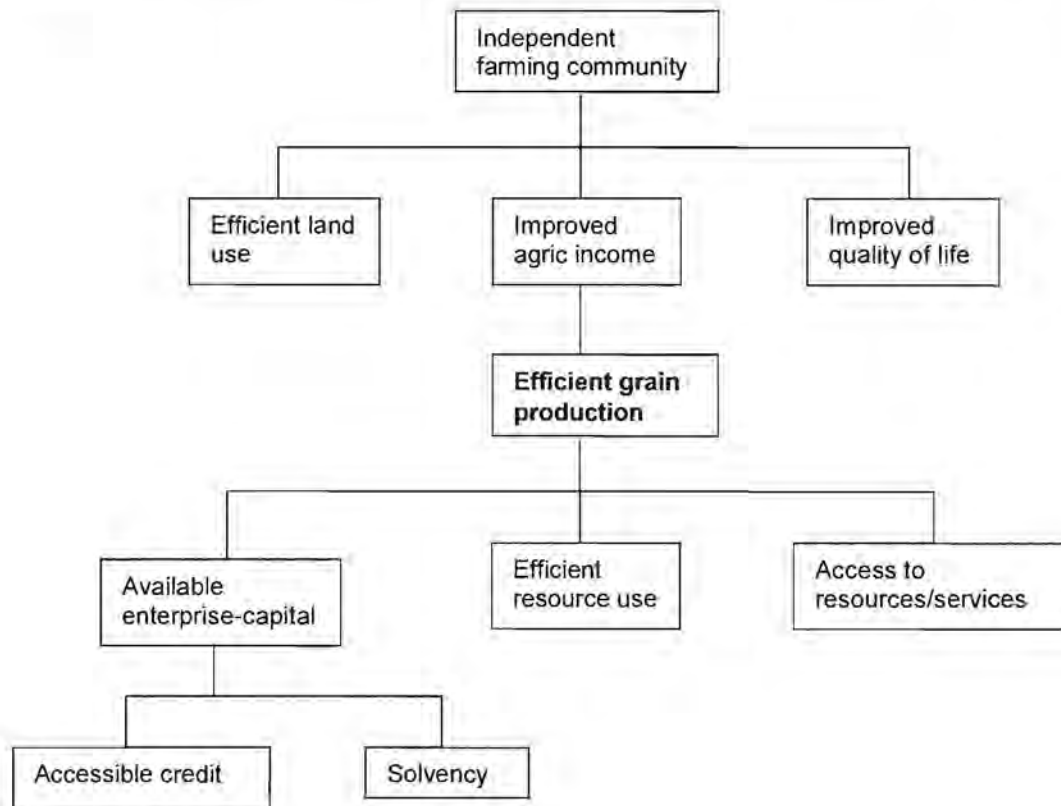 Independent
farming community
Efficient land
use
Improved
agric income
Improved
quality of life
Efficient grain
production
Available
enterprise-capital
Efficient
resource use
Access to
resources/services
Accessible credit
Solvency